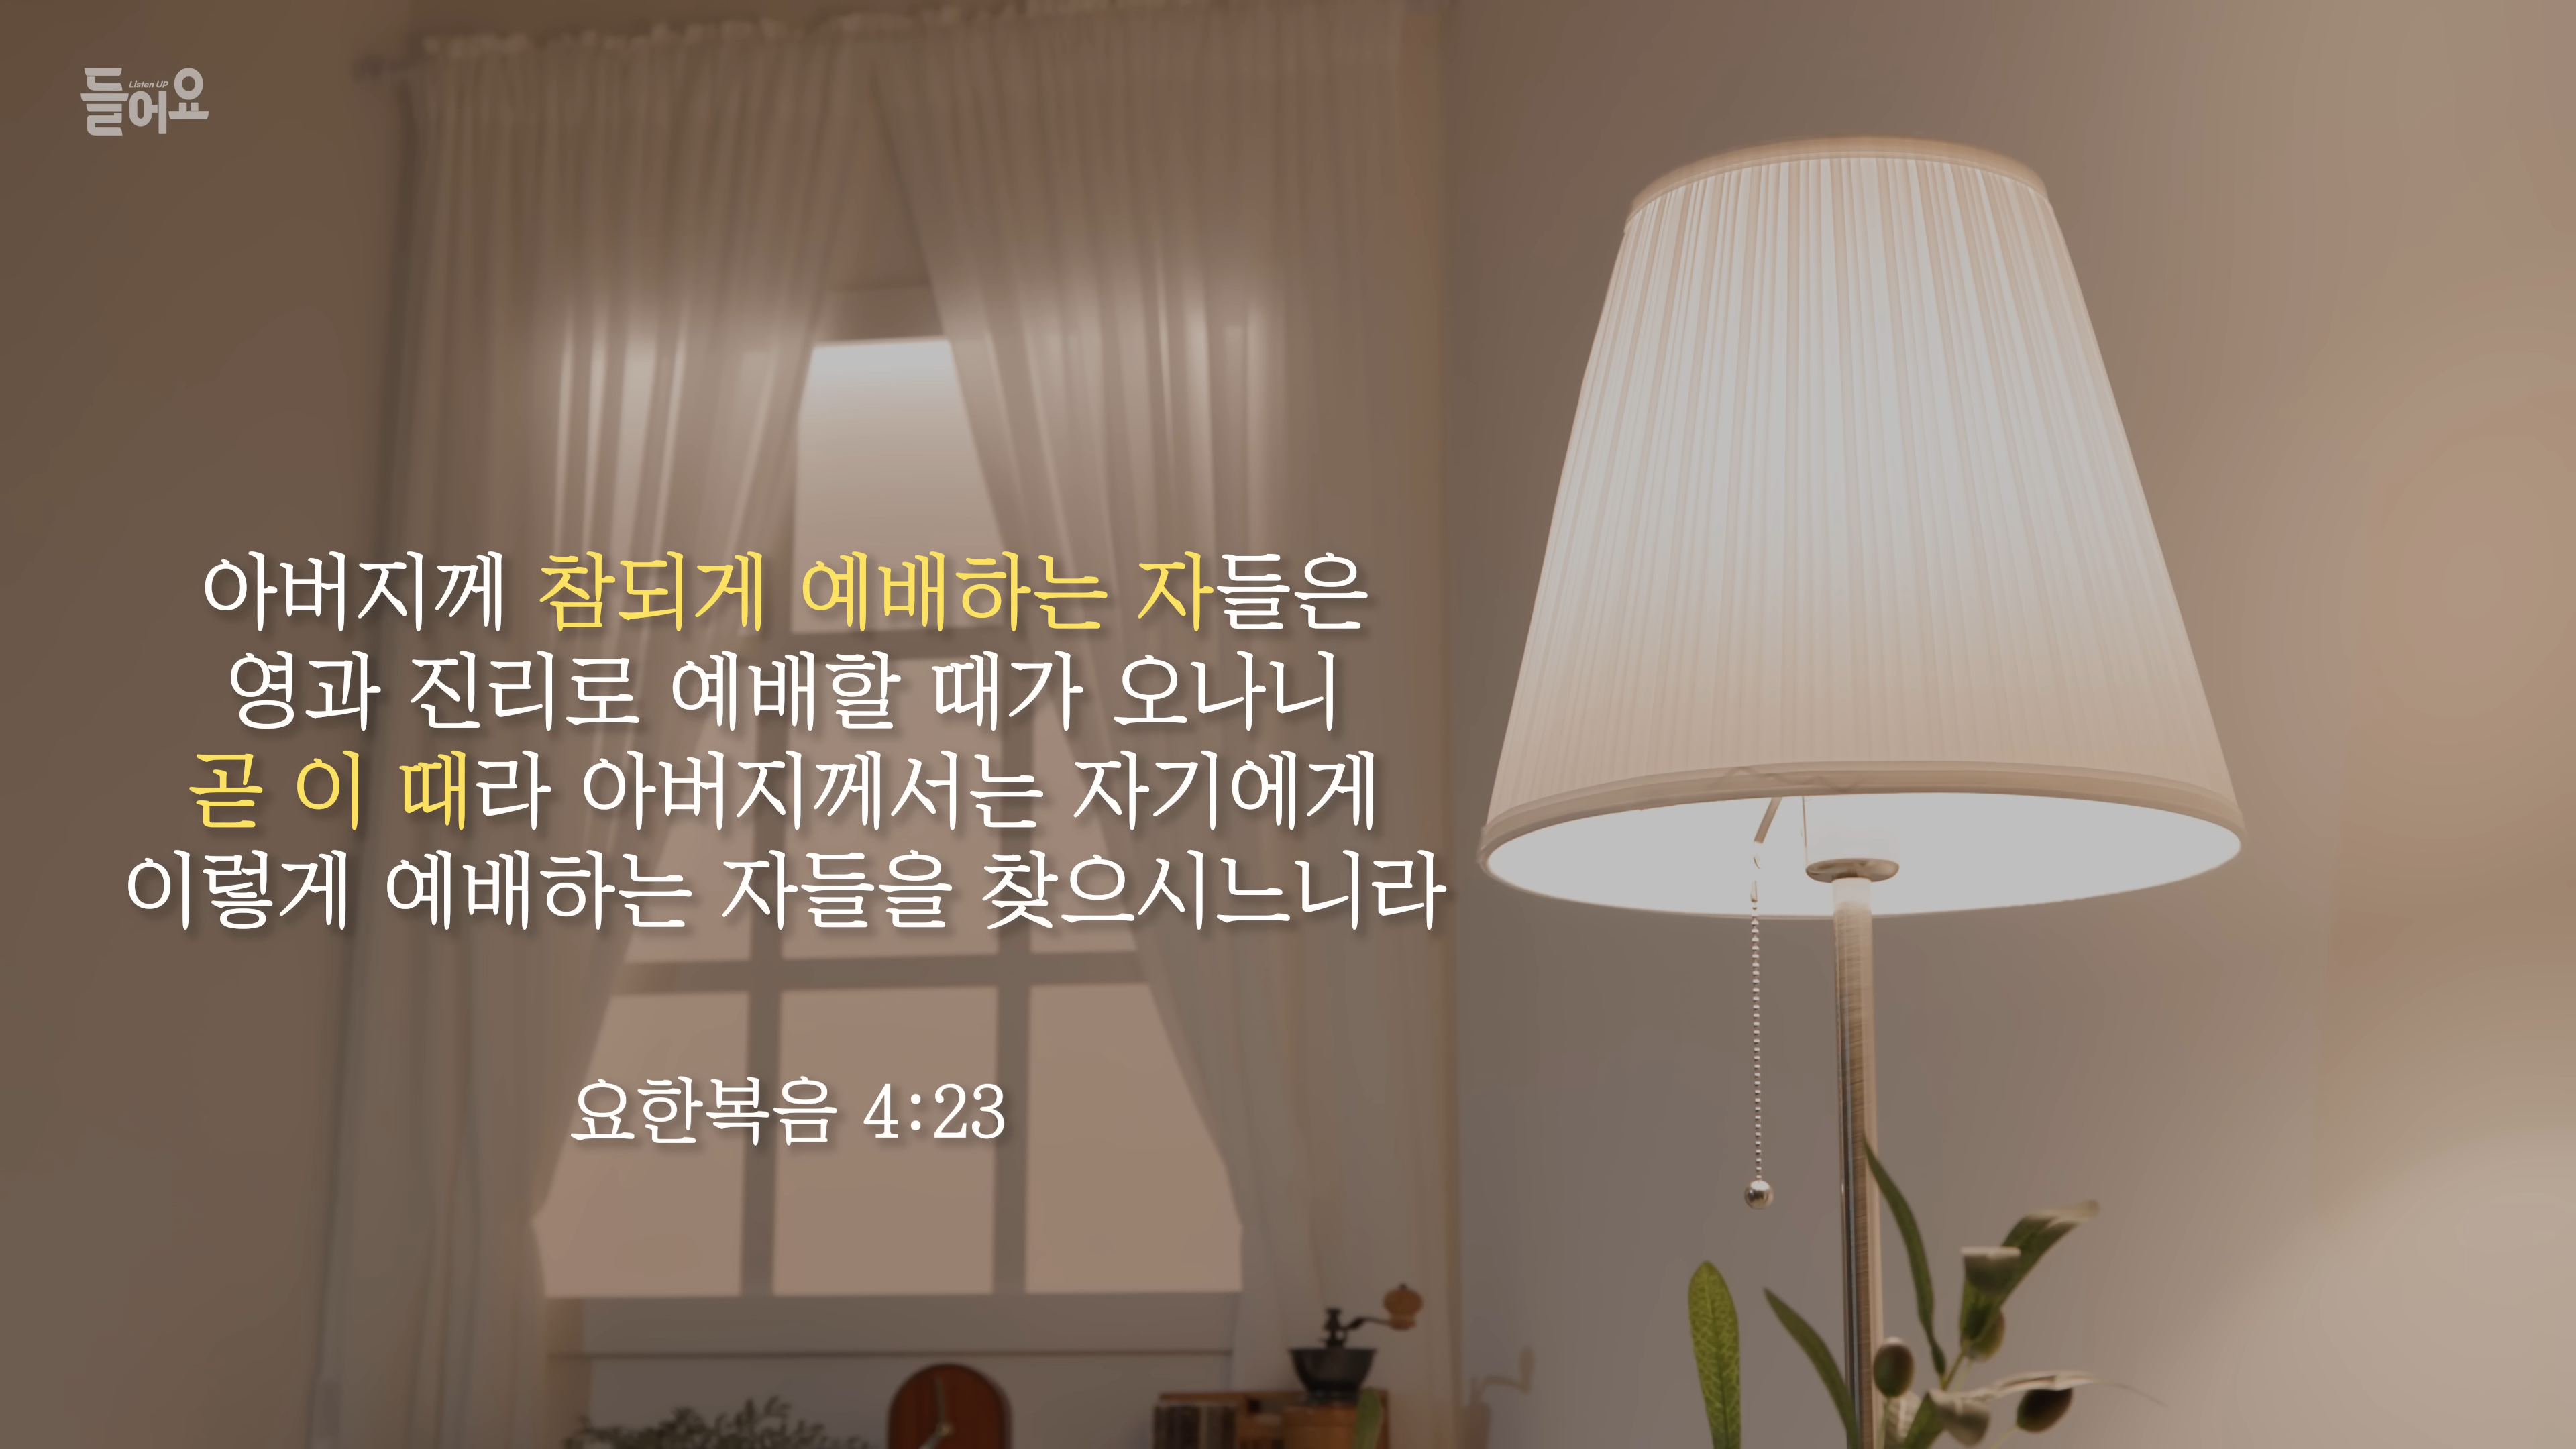 들어요
Listen UP
아버지께 참되게 예배하는 자들은
영과 진리로 예배할 때가 오나니
곧 이 때라 아버지께서는 자기에게
이렇게 예배하는 자들을 찾으시느니라
요한복음 4:23